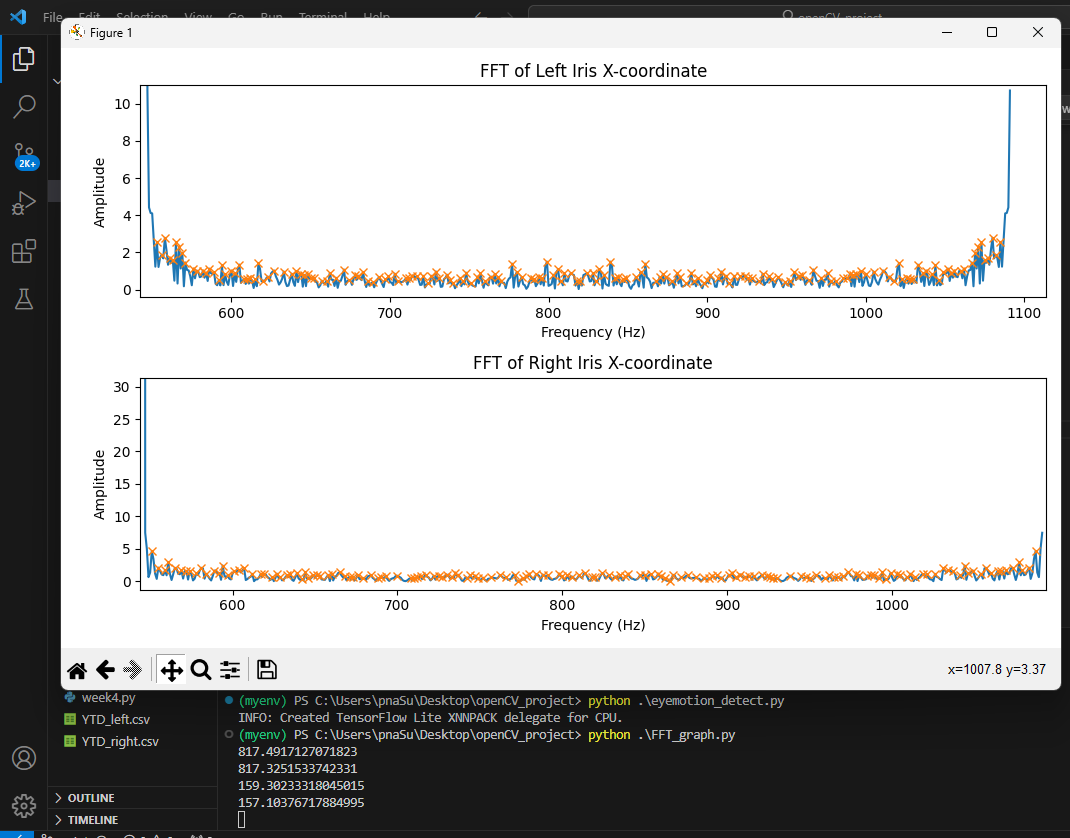 File Edit Selection View Go Run Terminal Help
openCV_project
Figure 1
FFT of Left Iris X-coordinate
10
8
6
4
2
0
Amplitude
600 700 800 900 1000 1100
Frequency (Hz)
FFT of Right Iris X-coordinate
30
25
20
15
10
5
0
Amplitude
600 700 800 900 1000
Frequency (Hz)
x=1007.8 y=3.37
2K+
week4.py
YTD_left.csv
YTD_right.csv
OUTLINE
TIMELINE
(myenv) PS C:\Users\pnaSu\Desktop\openCV_project> python .\eyemotion_detect.py
INFO: Created TensorFlow Lite XNNPACK delegate for CPU.
(myenv) PS C:\Users\pnaSu\Desktop\openCV_project> python .\FFT_graph.py
817.4917127071823
817.3251533742331
159.30233318045015
157.10376717884995